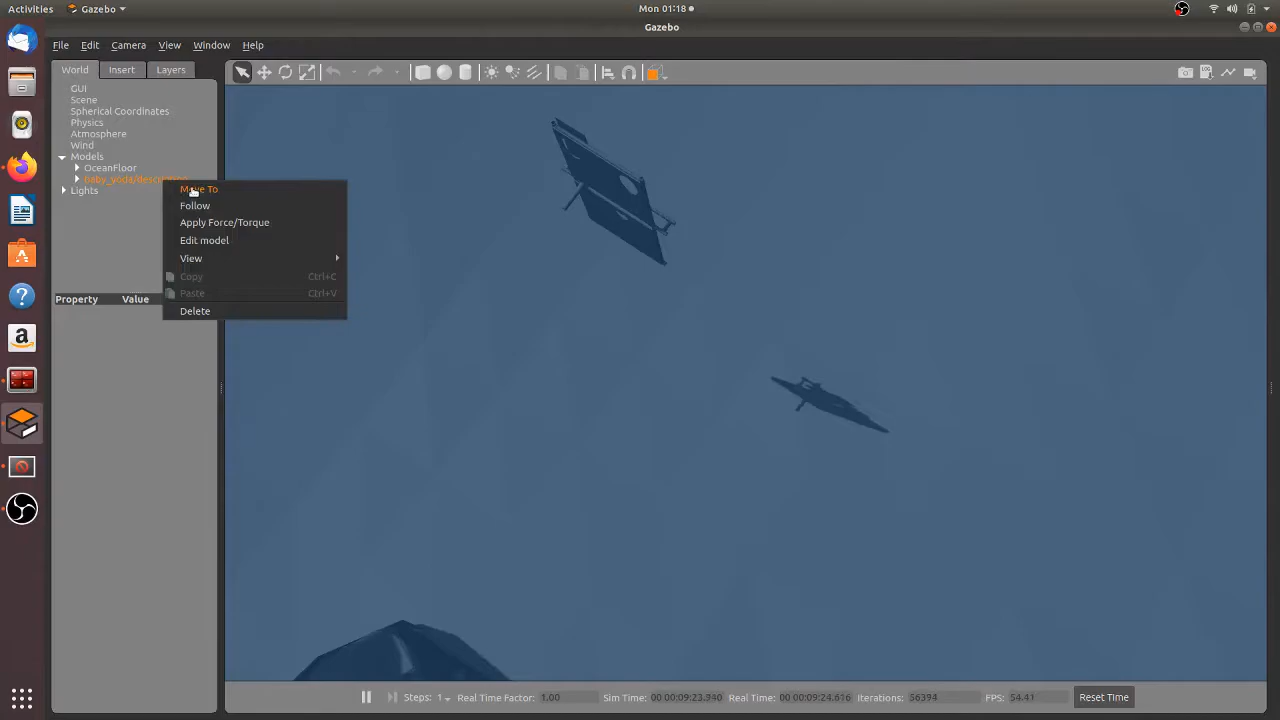 Activities Gazebo Mon 01:18
Gazebo
File Edit Camera View Window Help
World Insert Layers
GUI
Scene
Spherical Coordinates
Physics
Atmosphere
Wind
Models
OceanFloor
Lights
Move To
Follow
Apply Force/Torque
Edit model
View
Copy Ctrl+C
Paste Ctrl+V
Delete
Property Value
Steps: 1 Real Time Factor: 1.00 Sim Time: 00 00:09:23.940 Real Time: 00 00:09:24.616 Iterations: 56394 FPS: 54.41 Reset Time